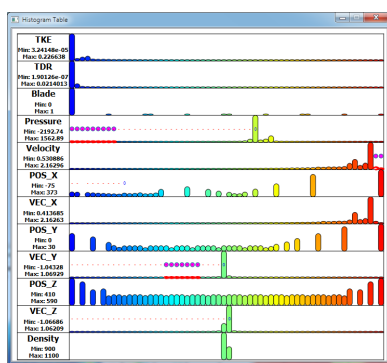 Histogram Table
TKE
Min: 3.24148e-05
Max: 0.226638
TDR
Min: 1.90126e-07
Max: 0.0214013
Blade
Min: 0
Max: 1
Pressure
Min: -2192.74
Max: 1562.89
Velocity
Min: 0.530886
Max: 2.16296
POS_X
Min: -75
Max: 373
VEC_X
Min: 0.413685
Max: 2.16263
POS_Y
Min: 0
Max: 30
VEC_Y
Min: -1.04328
Max: 1.06929
POS_Z
Min: 410
Max: 590
VEC_Z
Min: -1.06686
Max: 1.06209
Density
Min: 900
Max: 1100